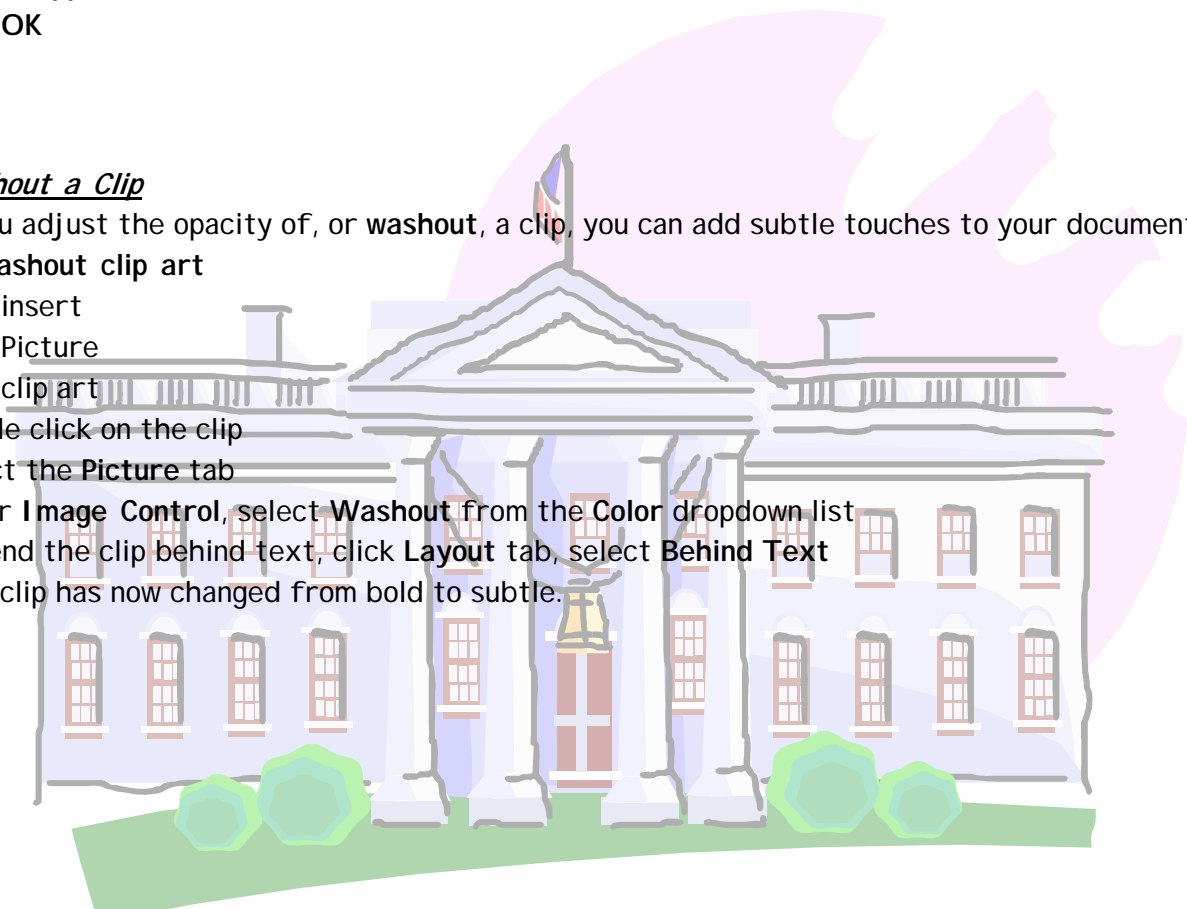 OK
hout a Clip
u adjust the opacity of, or washout, a clip, you can add subtle touches to your documen
ashout clip art
insert
Picture
clip art
le click on the clip
ct the Picture tab
r Image Control, select Washout from the Color dropdown list
end the clip behind text, click Layout tab, select Behind Text
clip has now changed from bold to subtle.